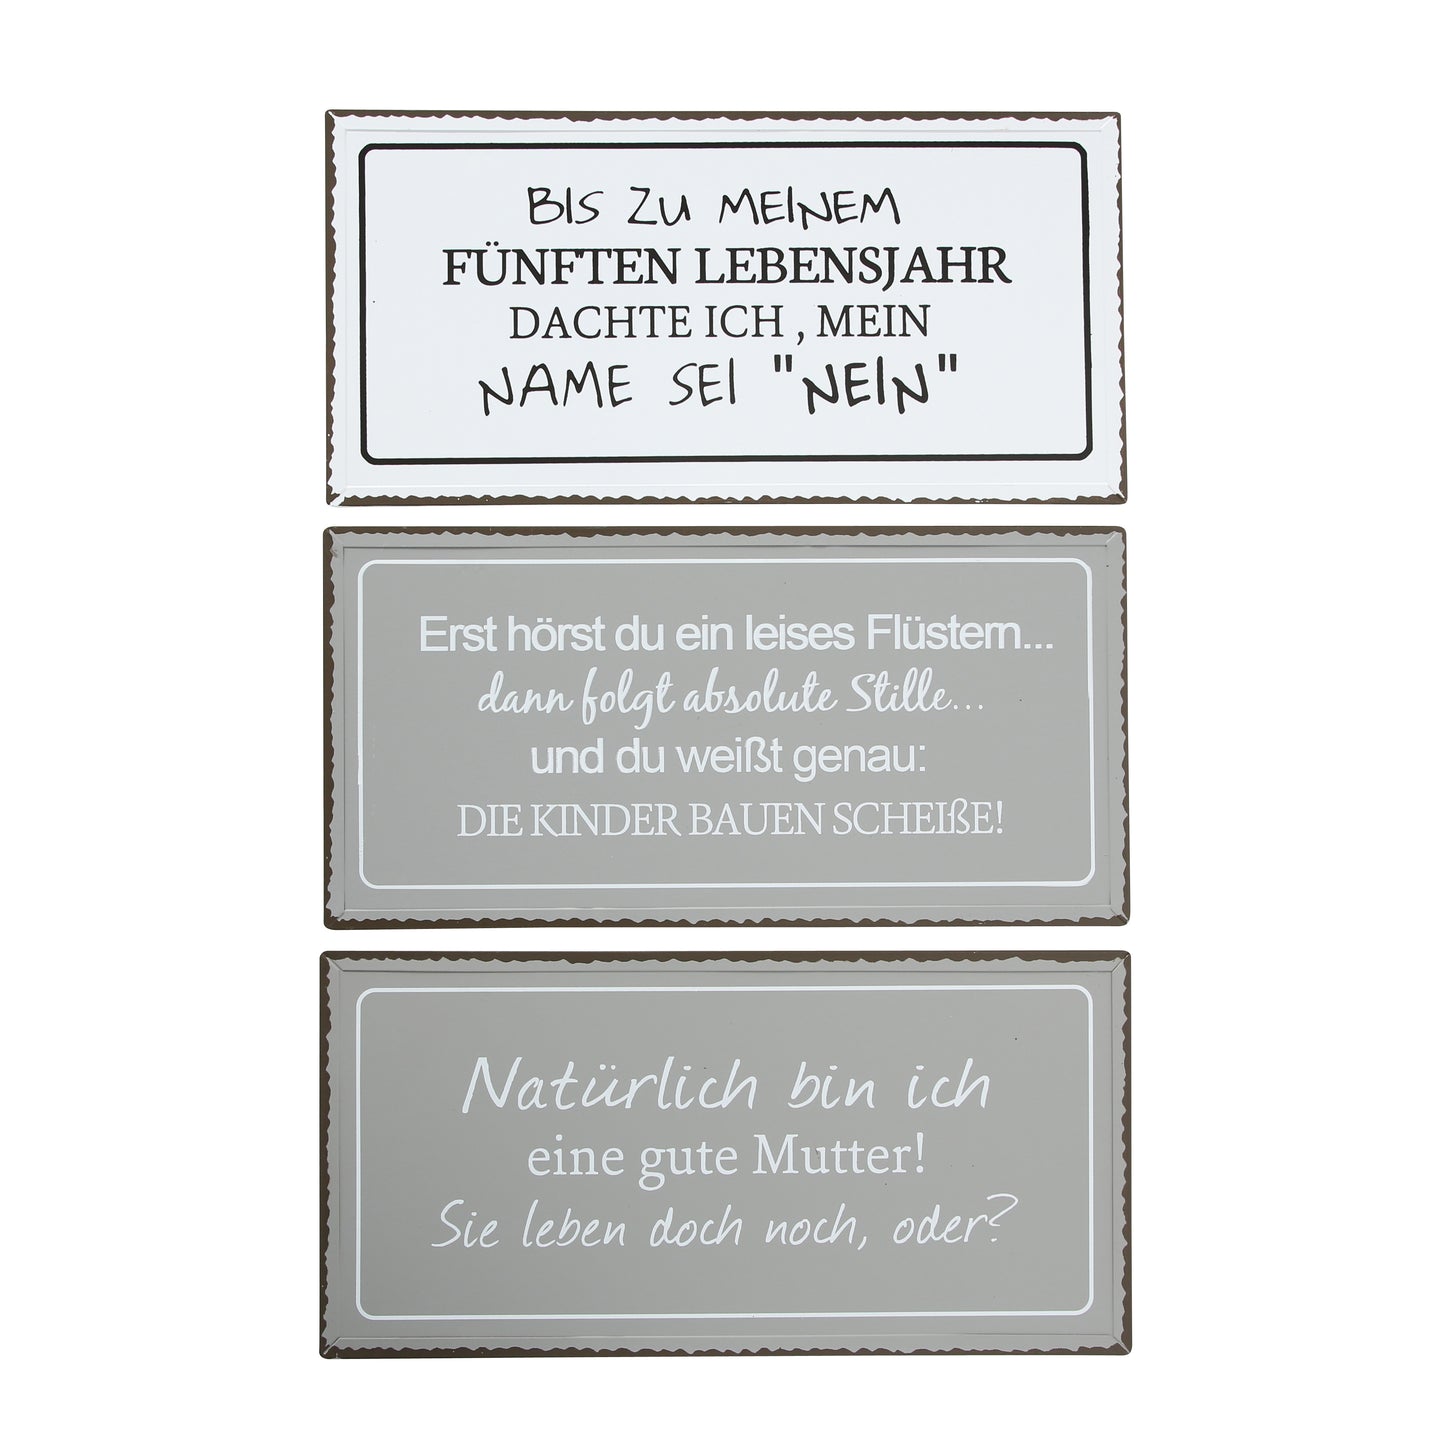 BIS ZU MEINEM
FÜNFTEN LEBENSJAHR
DACHTE ICH , MEIN
NAME SEI "NEIN"
Erst hörst du ein leises Flüstern...
dann folgt absolute Stille...
und du weißt genau:
DIE KINDER BAUEN SCHEIßE!
Natürlich bin ich
eine gute Mutter!
Sie leben doch noch, oder?